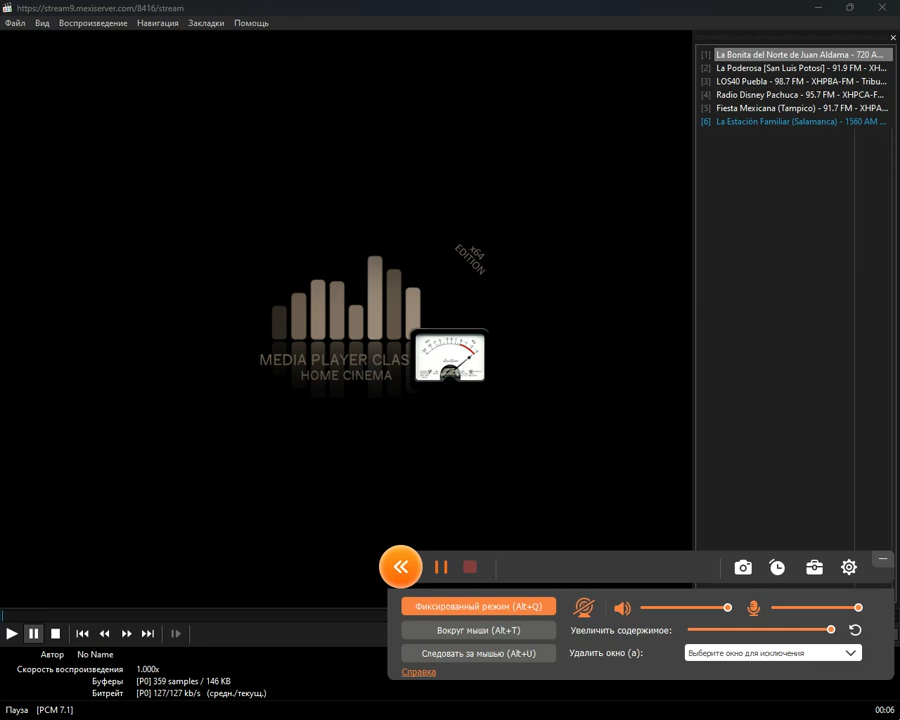 https://stream9.mexiserver.com/8416/stream
Файл Вид Воспроизведение Навигация Закладки Помощь
[1] La Bonita del Norte de Juan Aldama - 720 A...
[2] La Poderosa [San Luis Potosí] - 91.9 FM - XH...
[3] LOS40 Puebla - 98.7 FM - XHPBA-FM - Tribu...
[4] Radio Disney Pachuca - 95.7 FM - XHPCA-F...
[5] Fiesta Mexicana (Tampico) - 91.7 FM - XHPA...
[6] La Estación Familiar (Salamanca) - 1560 AM ...
x64
EDITION
MEDIA PLAYER CLAS
HOME CINEMA
Фиксированный режим (Alt+Q)
Вокруг мыши (Alt+T)
Увеличить содержимое:
Следовать за мышью (Alt+U)
Удалить окно (а):
Выберите окно для исключения
Справка
Автор No Name
Скорость воспроизведения 1.000x
Буферы [P0] 359 samples / 146 KB
Битрейт [P0] 127/127 kb/s (средн./текущ.)
Пауза [PCM 7.1]
00:06